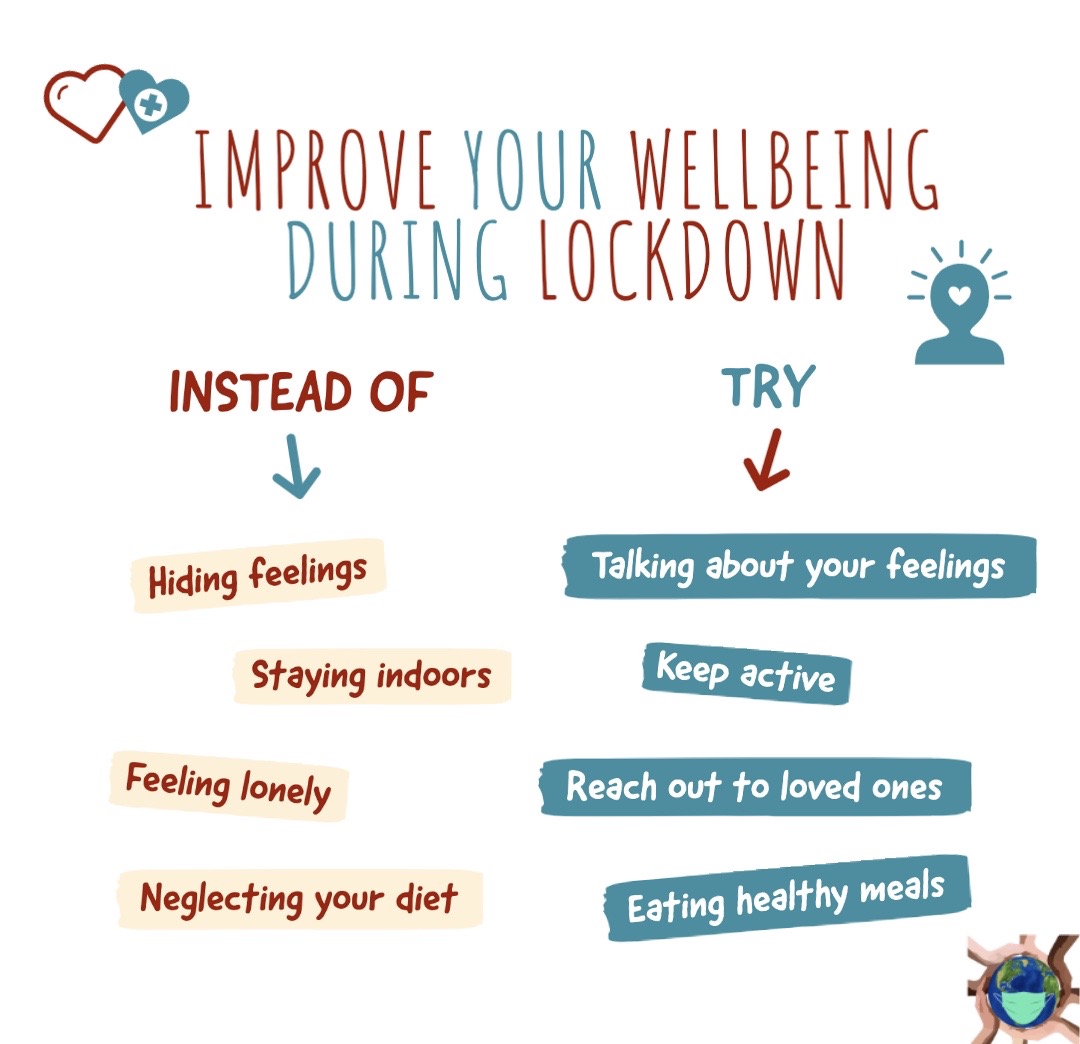 IMPROVE YOUR WELLBEING
DURING LOCKDOWN
INSTEAD OF
TRY
Hiding feelings
Talking about your feelings
Staying indoors
Keep active
Feeling lonely
Reach out to loved ones
Neglecting your diet
Eating healthy meals